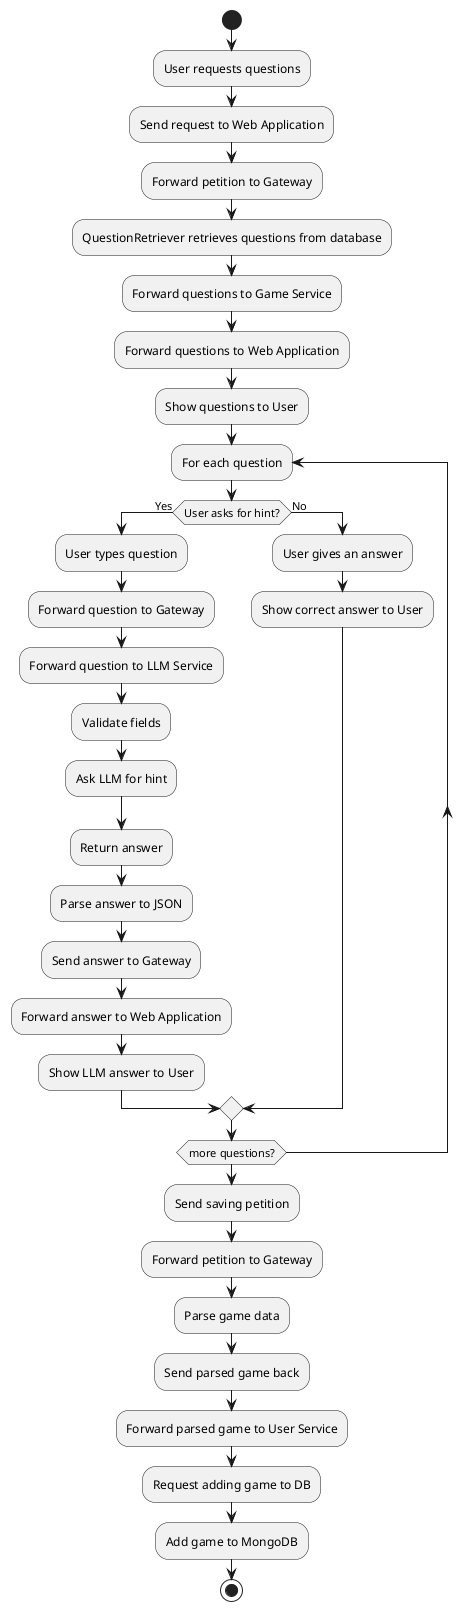 User requests questions
Send request to Web Application
Forward petition to Gateway
QuestionRetriever retrieves questions from database
Forward questions to Game Service
Forward questions to Web Application
Show questions to User
For each question
User asks for hint?
Yes
No
User types question
Forward question to Gateway
Forward question to LLM Service
Validate fields
Ask LLM for hint
Return answer
Parse answer to JSON
Send answer to Gateway
Forward answer to Web Application
Show LLM answer to User
User gives an answer
Show correct answer to User
more questions?
Send saving petition
Forward petition to Gateway
Parse game data
Send parsed game back
Forward parsed game to User Service
Request adding game to DB
Add game to MongoDB